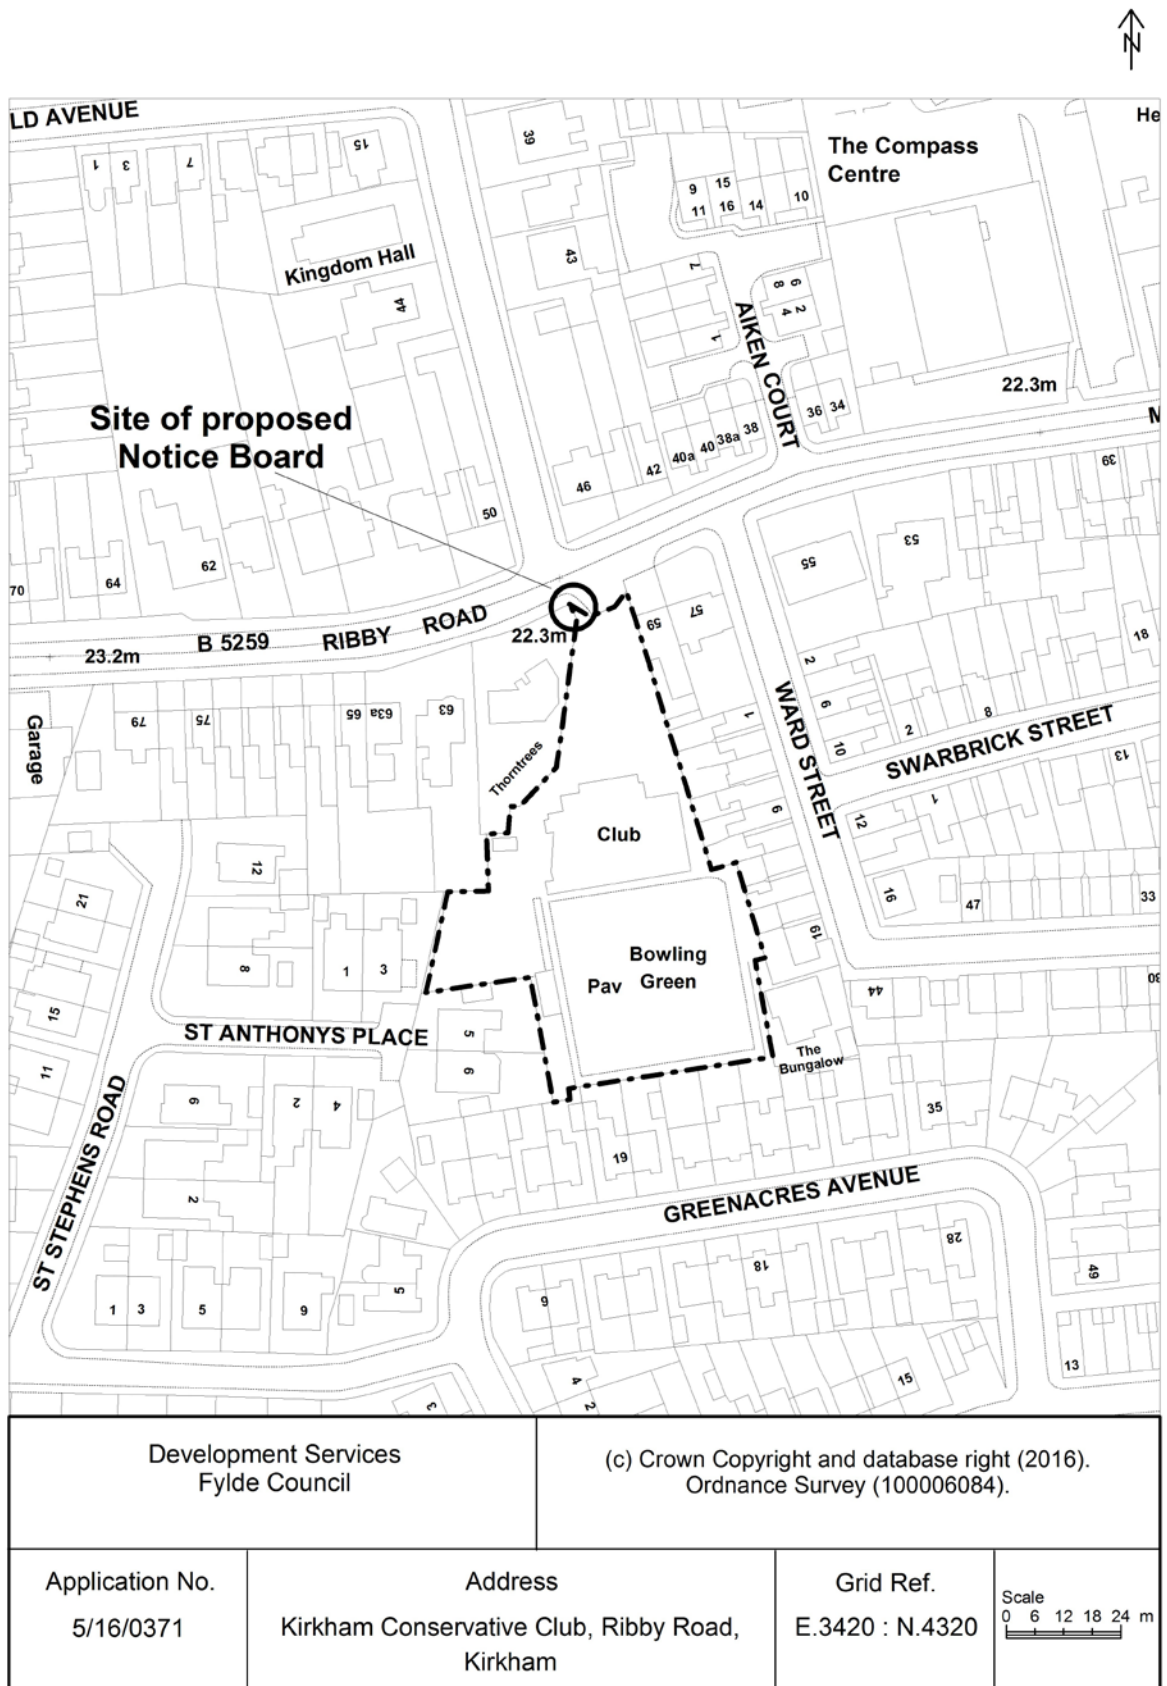 N
LD AVENUE
1
3
7
15
39
The Compass
Centre
He
9
15
10
11
16
14
Kingdom Hall
43
44
7
8
6
4
2
1
AIKEN COURT
22.3m
Site of proposed
Notice Board
36
34
38
38a
40
40a
42
46
50
39
62
64
70
53
55
57
59
B 5259
RIBBY
ROAD
22.3m
23.2m
18
2
6
10
2
8
WARD STREET
SWARBRICK STREET
Garage
79
75
65
63a
63
Thorntrees
1
9
Club
12
1
13
12
21
16
47
33
19
8
1
3
Bowling
Green
Pav
44
15
ST ANTHONYS PLACE
5
6
The
Bungalow
11
6
2
4
35
19
ST STEPHENS ROAD
2
GREENACRES AVENUE
28
18
49
1
3
5
9
5
13
15
4
2
3
Development Services
Fylde Council
(c) Crown Copyright and database right (2016).
Ordnance Survey (100006084).
Application No.
5/16/0371
Address
Kirkham Conservative Club, Ribby Road,
Kirkham
Grid Ref.
E.3420 : N.4320
Scale
0 6 12 18 24 m